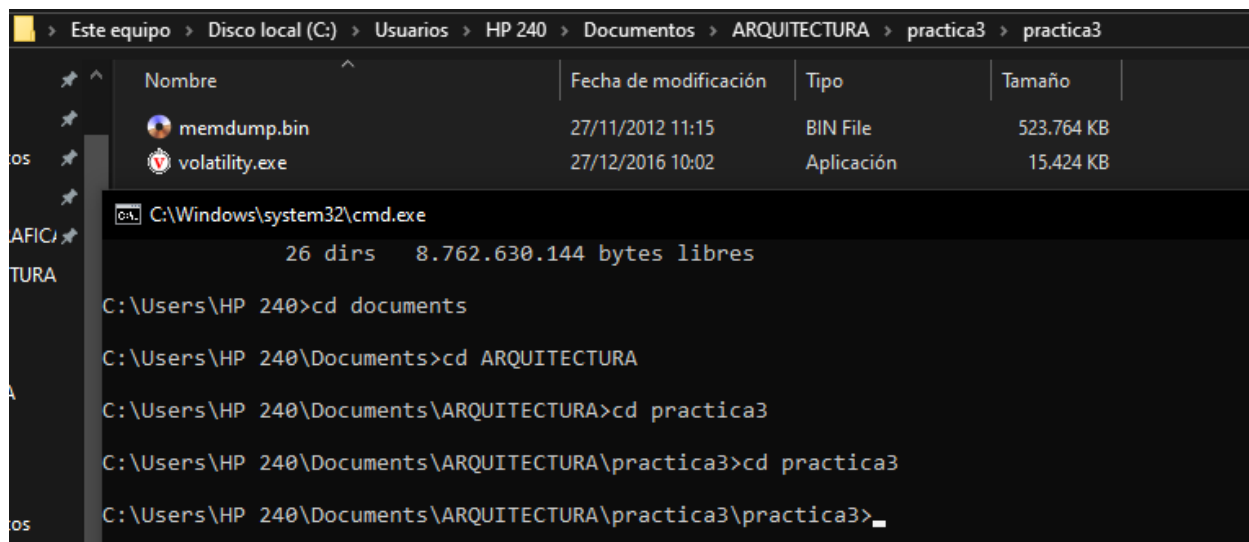 > Este equipo > Disco local (C:) > Usuarios > HP 240 > Documentos > ARQUITECTURA > practica3 > practica3
Nombre Fecha de modificación Tipo Tamaño
memdump.bin 27/11/2012 11:15 BIN File 523.764 KB
tos volatility.exe 27/12/2016 10:02 Aplicación 15.424 KB
C:\Windows\system32\cmd.exe
AFICA
26 dirs 8.762.630.144 bytes libres
TURA
C:\Users\HP 240>cd documents
C:\Users\HP 240\Documents>cd ARQUITECTURA
A
C:\Users\HP 240\Documents\ARQUITECTURA>cd practica3
C:\Users\HP 240\Documents\ARQUITECTURA\practica3>cd practica3
C:\Users\HP 240\Documents\ARQUITECTURA\practica3\practica3>
tos